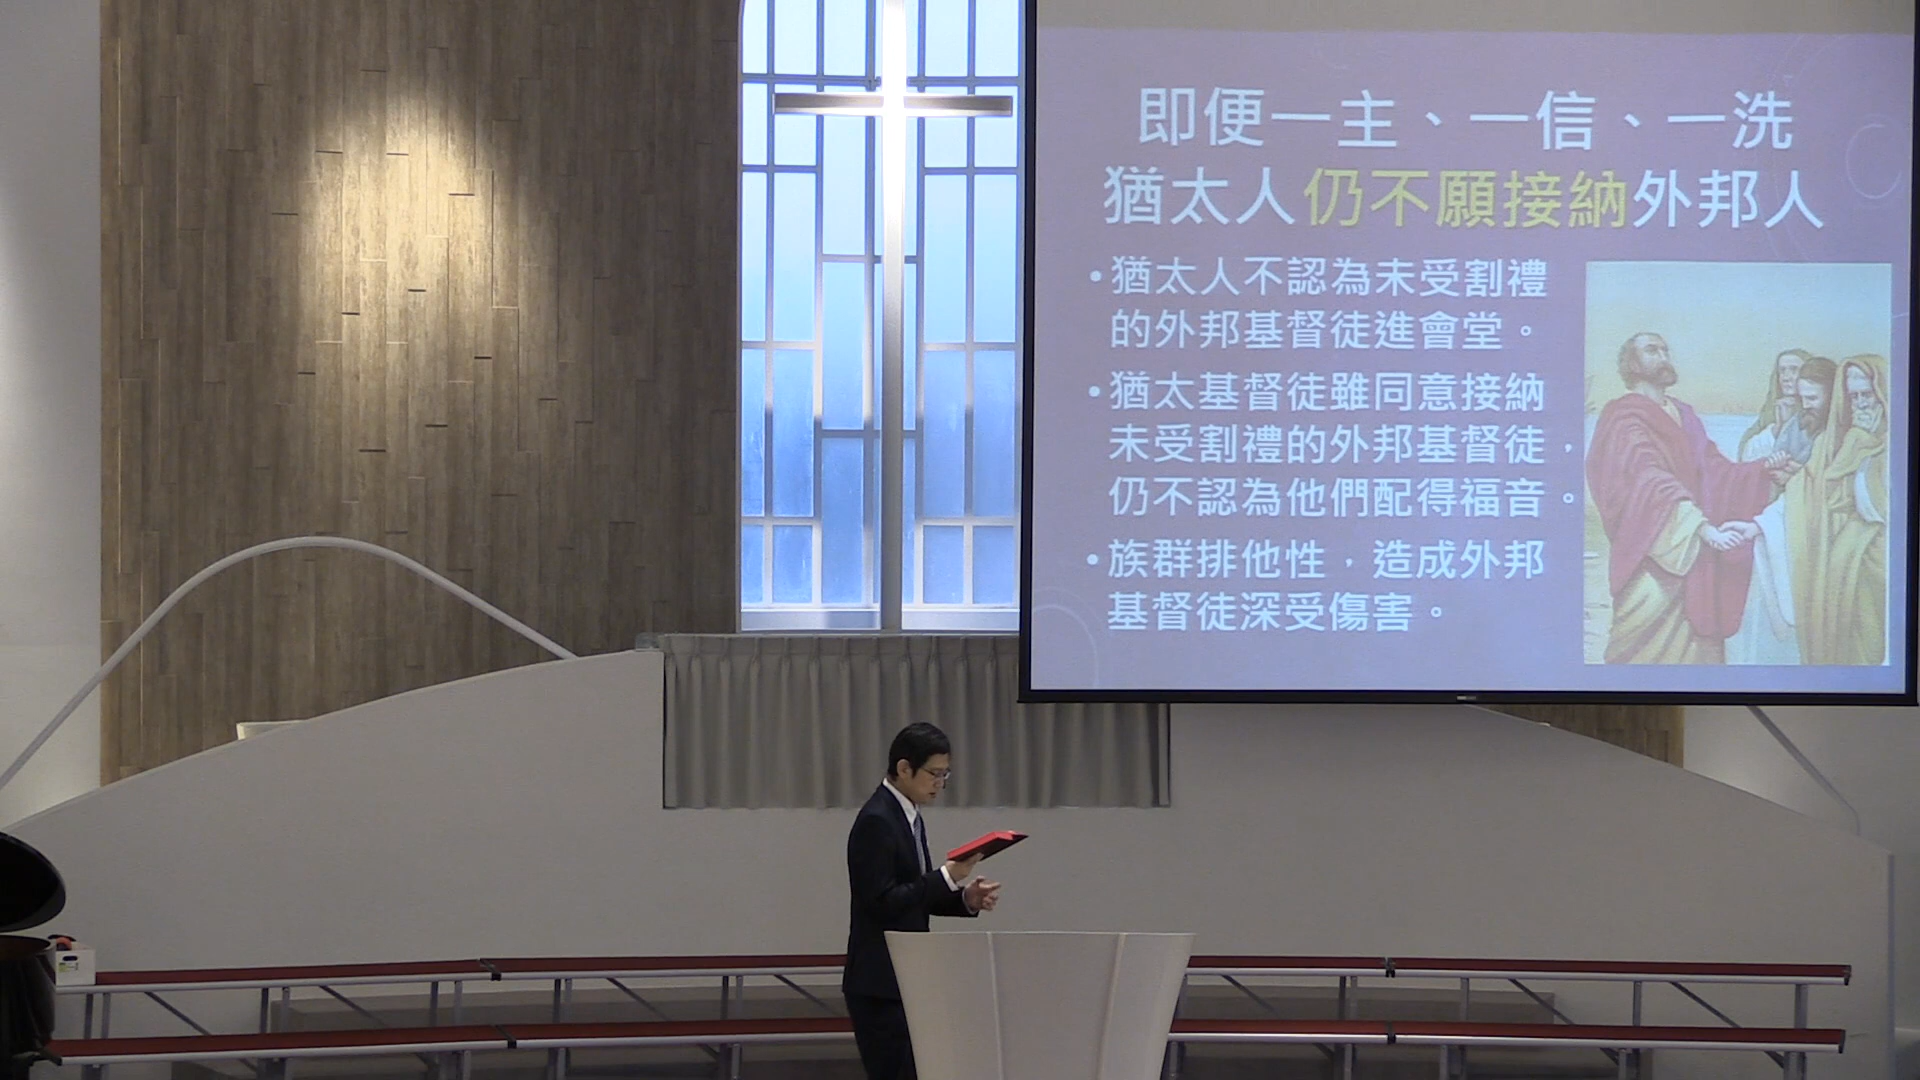 即便一主、一信、一洗
猶太人仍不願接納外邦人
•猶太人不認為未受割禮
的外邦基督徒進會堂。
•猶太基督徒雖同意接納
未受割禮的外邦基督徒，
仍不認為他們配得福音。
•族群排他性，造成外邦
基督徒深受傷害。